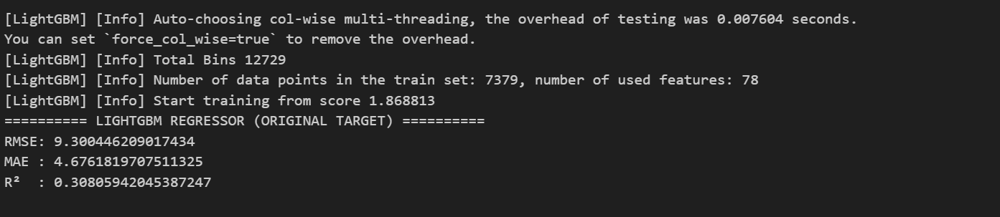 [LightGBM] [Info] Auto-choosing col-wise multi-threading, the overhead of testing was 0.007604 seconds.
You can set `force_col_wise=true` to remove the overhead.
[LightGBM] [Info] Total Bins 12729
[LightGBM] [Info] Number of data points in the train set: 7379, number of used features: 78
[LightGBM] [Info] Start training from score 1.868813
========== LIGHTGBM REGRESSOR (ORIGINAL TARGET) ==========
RMSE: 9.300446209017434
MAE : 4.6761819707511325
R²  : 0.30805942045387247